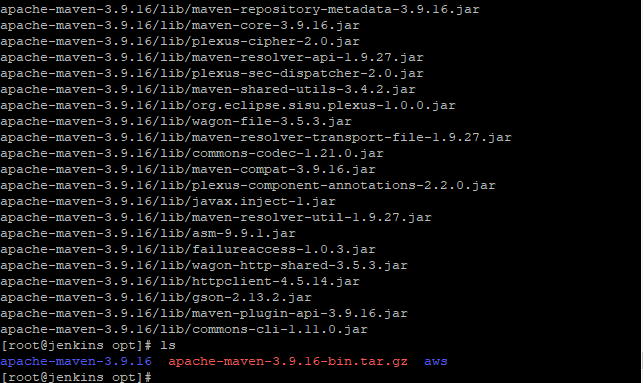 apache-maven-3.9.16/lib/maven-repository-metadata-3.9.16.jar
apache-maven-3.9.16/lib/maven-core-3.9.16.jar
apache-maven-3.9.16/lib/plexus-cipher-2.0.jar
apache-maven-3.9.16/lib/maven-resolver-api-1.9.27.jar
apache-maven-3.9.16/lib/plexus-sec-dispatcher-2.0.jar
apache-maven-3.9.16/lib/maven-shared-utils-3.4.2.jar
apache-maven-3.9.16/lib/org.eclipse.sisu.plexus-1.0.0.jar
apache-maven-3.9.16/lib/wagon-file-3.5.3.jar
apache-maven-3.9.16/lib/maven-resolver-transport-file-1.9.27.jar
apache-maven-3.9.16/lib/commons-codec-1.21.0.jar
apache-maven-3.9.16/lib/maven-compat-3.9.16.jar
apache-maven-3.9.16/lib/plexus-component-annotations-2.2.0.jar
apache-maven-3.9.16/lib/javax.inject-1.jar
apache-maven-3.9.16/lib/maven-resolver-util-1.9.27.jar
apache-maven-3.9.16/lib/asm-9.9.1.jar
apache-maven-3.9.16/lib/failureaccess-1.0.3.jar
apache-maven-3.9.16/lib/wagon-http-shared-3.5.3.jar
apache-maven-3.9.16/lib/httpclient-4.5.14.jar
apache-maven-3.9.16/lib/gson-2.13.2.jar
apache-maven-3.9.16/lib/maven-plugin-api-3.9.16.jar
apache-maven-3.9.16/lib/commons-cli-1.11.0.jar
[root@jenkins opt]# ls
apache-maven-3.9.16  apache-maven-3.9.16-bin.tar.gz  aws
[root@jenkins opt]#